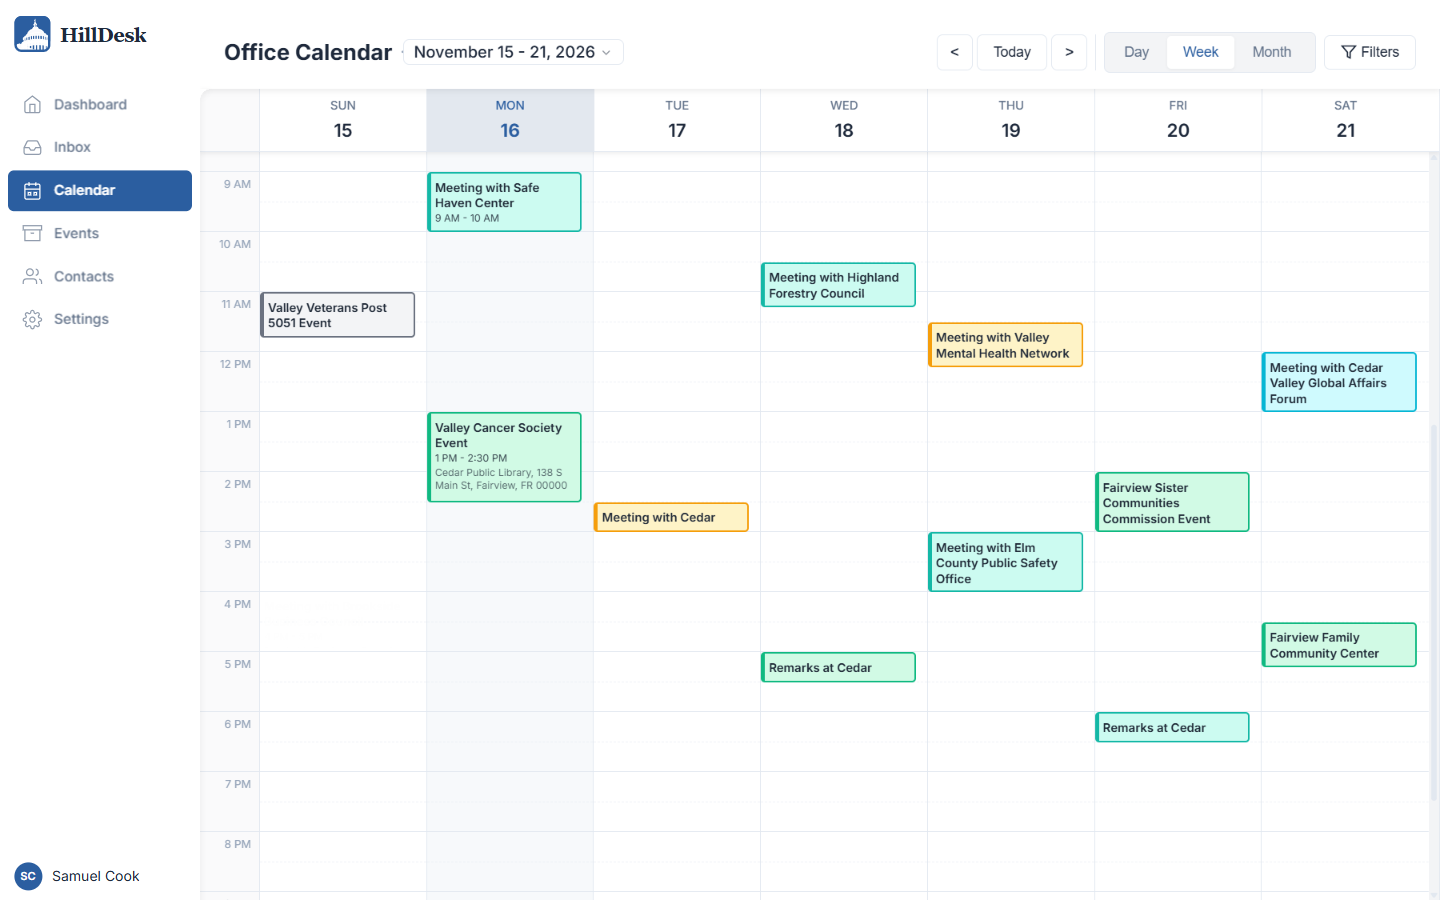 HillDesk
Dashboard
Inbox
Calendar
Events
Contacts
Settings
SC
Samuel Cook
Office Calendar
November 15 - 21, 2026
<
Today
>
Day
Week
Month
Filters
SUN
15
MON
16
TUE
17
WED
18
THU
19
FRI
20
SAT
21
9 AM
10 AM
11 AM
12 PM
1 PM
2 PM
3 PM
4 PM
5 PM
6 PM
7 PM
8 PM
Valley Veterans Post
5051 Event
Meeting with Safe
Haven Center
9 AM - 10 AM
Valley Cancer Society
Event
1 PM - 2:30 PM
Cedar Public Library, 138 S
Main St, Fairview, FR 00000
Meeting with Cedar
Meeting with Highland
Forestry Council
Remarks at Cedar
Meeting with Valley
Mental Health Network
Meeting with Elm
County Public Safety
Office
Fairview Sister
Communities
Commission Event
Remarks at Cedar
Meeting with Cedar
Valley Global Affairs
Forum
Fairview Family
Community Center